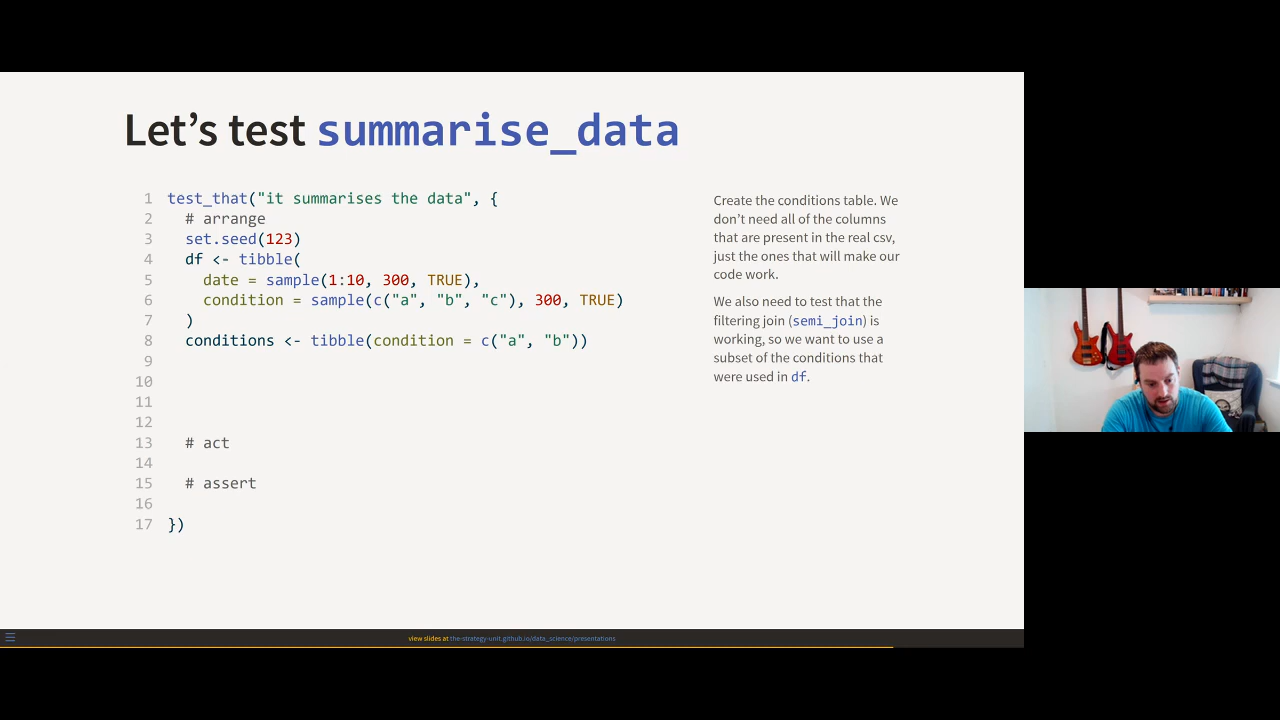 Let’s test summarise_data
1 test_that("it summarises the data", {
2 # arrange
3 set.seed(123)
4 df <- tibble(
5 date = sample(1:10, 300, TRUE),
6 condition = sample(c("a", "b", "c"), 300, TRUE)
7 )
8 conditions <- tibble(condition = c("a", "b"))
9
10
11
12
13 # act
14
15 # assert
16
17 })
Create the conditions table. We
don’t need all of the columns
that are present in the real csv,
just the ones that will make our
code work.
We also need to test that the
filtering join (semi_join) is
working, so we want to use a
subset of the conditions that
were used in df.
view slides at the-strategy-unit.github.io/data_science/presentations